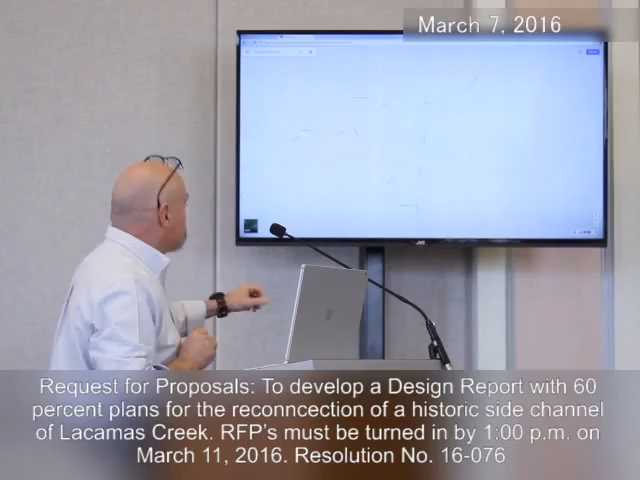 March 7, 2016
JVC
Request for Proposals: To develop a Design Report with 60
percent plans for the reconncection of a historic side channel
of Lacamas Creek. RFP's must be turned in by 1:00 p.m. on
March 11, 2016. Resolution No. 16-076